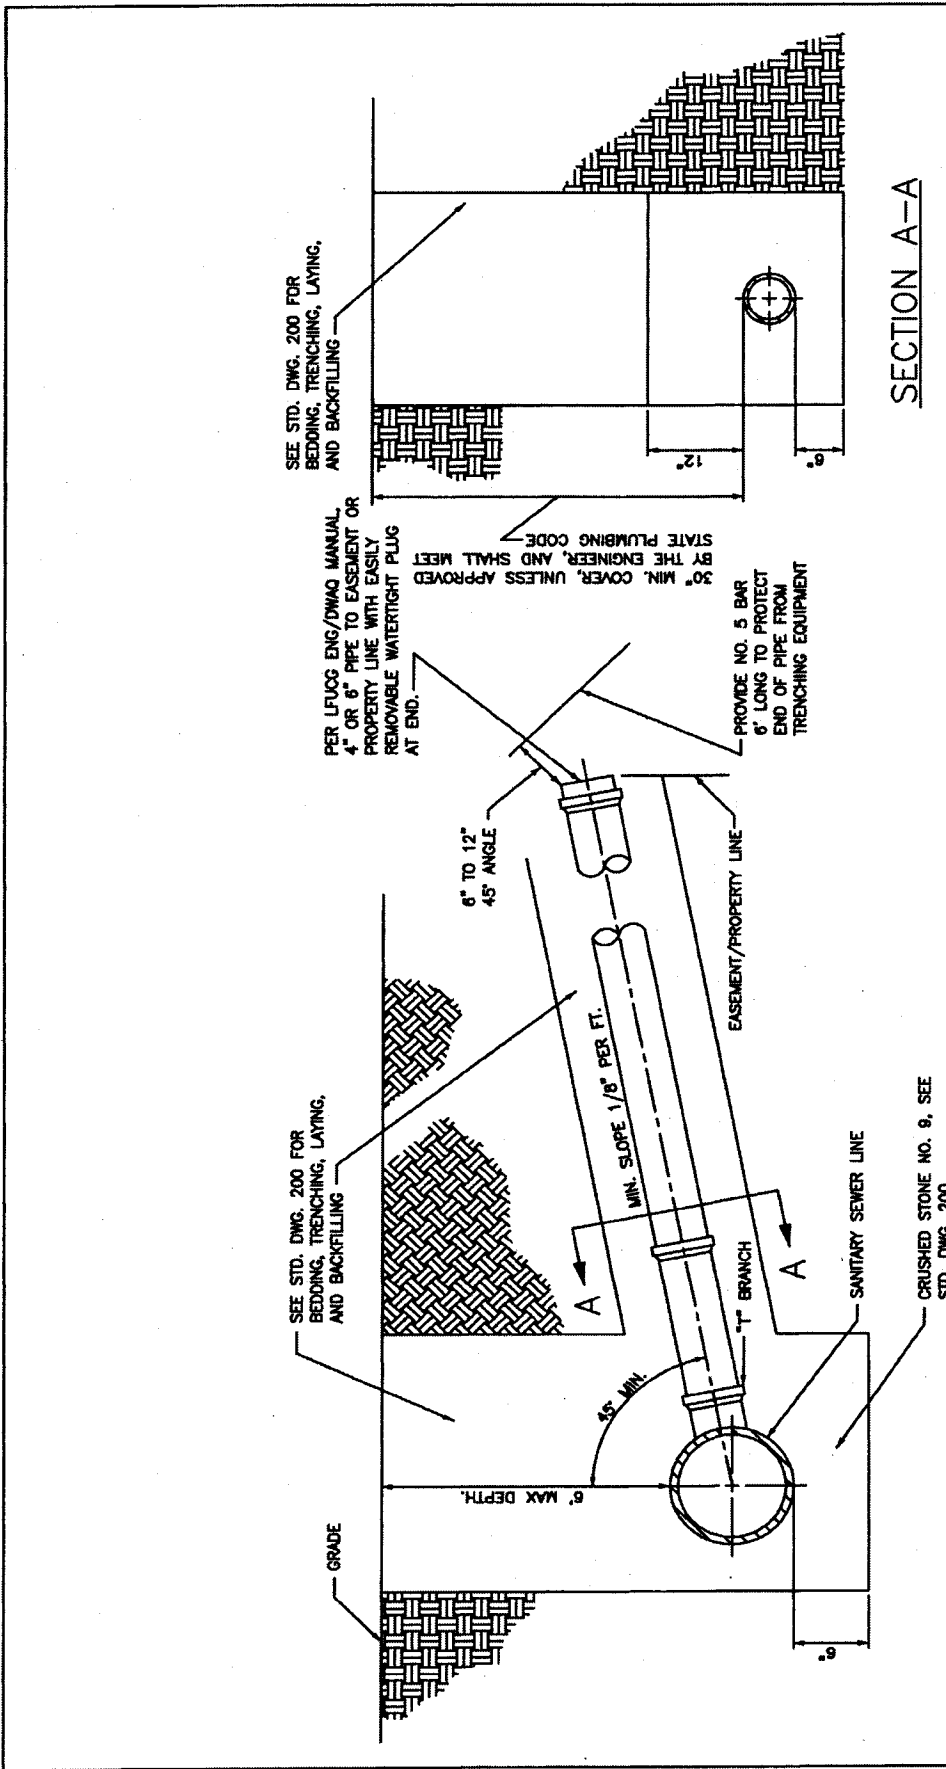 GRADE
SEE STD. DWG. 200 FOR
BEDDING, TRENCHING, LAYING,
AND BACKFILLING
6' MAX DEPTH.
45° MIN.
6"
"T" BRANCH
SANITARY SEWER LINE
CRUSHED STONE NO. 9, SEE
STD. DWG. 200
A
A
MIN. SLOPE 1/8" PER FT.
EASEMENT/PROPERTY LINE
6" TO 12"
45° ANGLE
PER LFUCG ENG/DWAQ MANUAL,
4" OR 6" PIPE TO EASEMENT OR
PROPERTY LINE WITH EASILY
REMOVABLE WATERTIGHT PLUG
AT END.
PROVIDE NO. 5 BAR
6' LONG TO PROTECT
END OF PIPE FROM
TRENCHING EQUIPMENT
30" MIN. COVER, UNLESS APPROVED
BY THE ENGINEER, AND SHALL MEET
STATE PLUMBING CODE
SEE STD. DWG. 200 FOR
BEDDING, TRENCHING, LAYING,
AND BACKFILLING
12"
6"
SECTION A-A